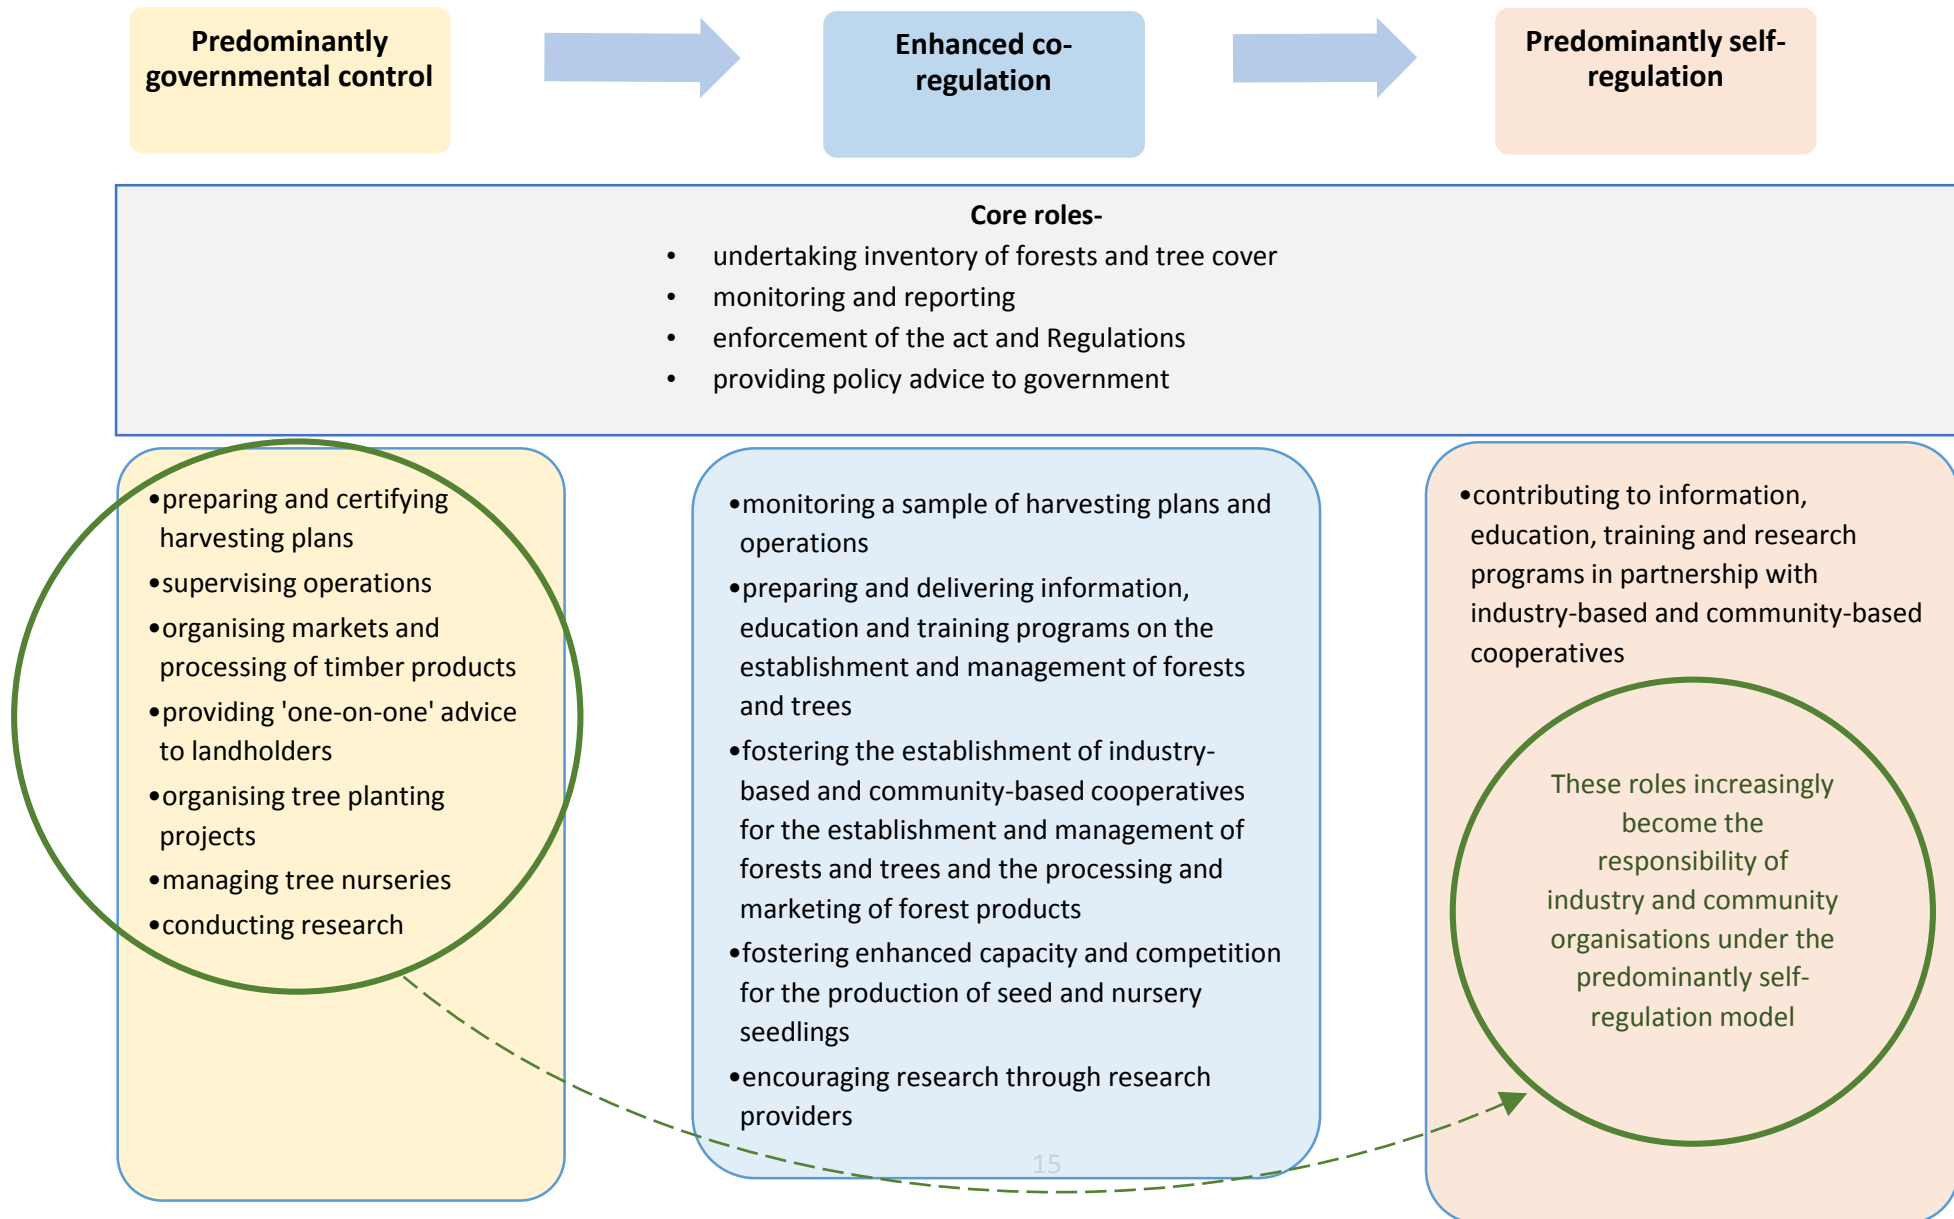 Predominantly
governmental control
Enhanced co-
regulation
Predominantly self-
regulation
Core roles-
• undertaking inventory of forests and tree cover
• monitoring and reporting
• enforcement of the act and Regulations
• providing policy advice to government
•preparing and certifying
harvesting plans
•supervising operations
•organising markets and
processing of timber products
•providing 'one-on-one' advice
to landholders
•organising tree planting
projects
•managing tree nurseries
•conducting research
•monitoring a sample of harvesting plans and
operations
•preparing and delivering information,
education and training programs on the
establishment and management of forests
and trees
•fostering the establishment of industry-
based and community-based cooperatives
for the establishment and management of
forests and trees and the processing and
marketing of forest products
•fostering enhanced capacity and competition
for the production of seed and nursery
seedlings
•encouraging research through research
providers
15
•contributing to information,
education, training and research
programs in partnership with
industry-based and community-based
cooperatives
These roles increasingly
become the
responsibility of
industry and community
organisations under the
predominantly self-
regulation model